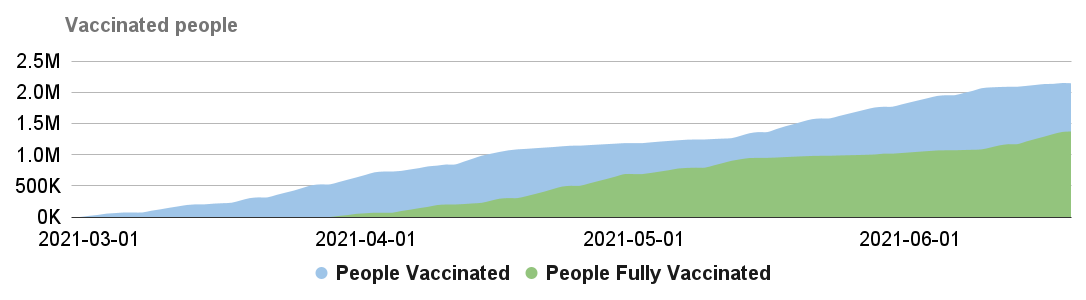 Vaccinated people
2.5M
2.0M
1.5M
1.0M
500K
0K
2021-03-01 2021-04-01 2021-05-01 2021-06-01
People Vaccinated People Fully Vaccinated